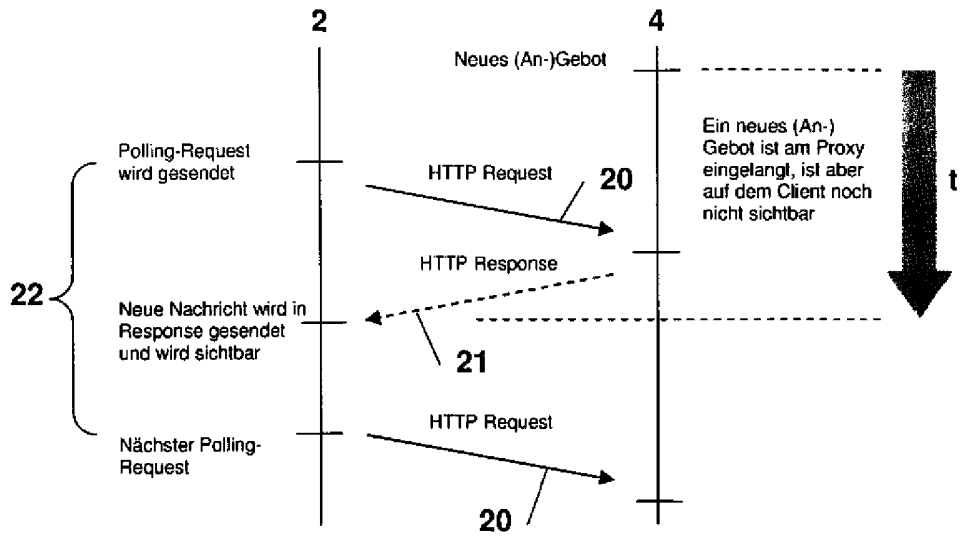 2
4
Neues (An-)Gebot
Polling-Request
wird gesendet
HTTP Request
20
Ein neues (An-)
Gebot ist am Proxy
eingelangt, ist aber
auf dem Client noch
nicht sichtbar
t
HTTP Response
22
Neue Nachricht wird in
Response gesendet
und wird sichtbar
21
HTTP Request
Nächster Polling-
Request
20